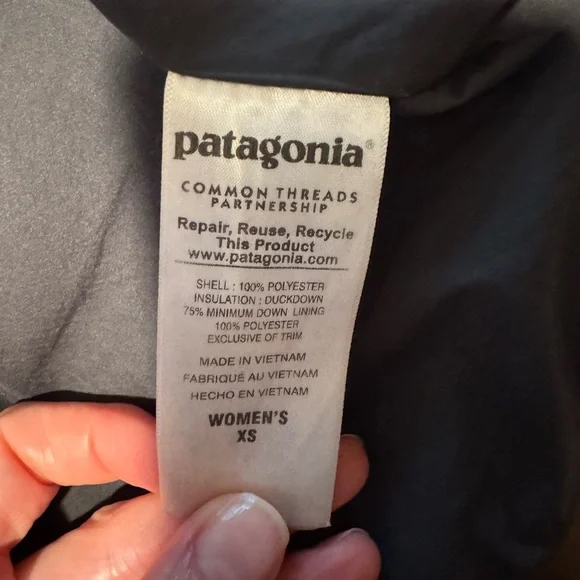 patagonia®
COMMON THREADS
PARTNERSHIP
Repair, Reuse, Recycle
This Product
www.patagonia.com
SHELL : 100% POLYESTER
INSULATION : DUCKDOWN
75% MINIMUM DOWN LINING
100% POLYESTER
EXCLUSIVE OF TRIM
MADE IN VIETNAM
FABRIQUÉ AU VIETNAM
HECHO EN VIETNAM
WOMEN'S
XS